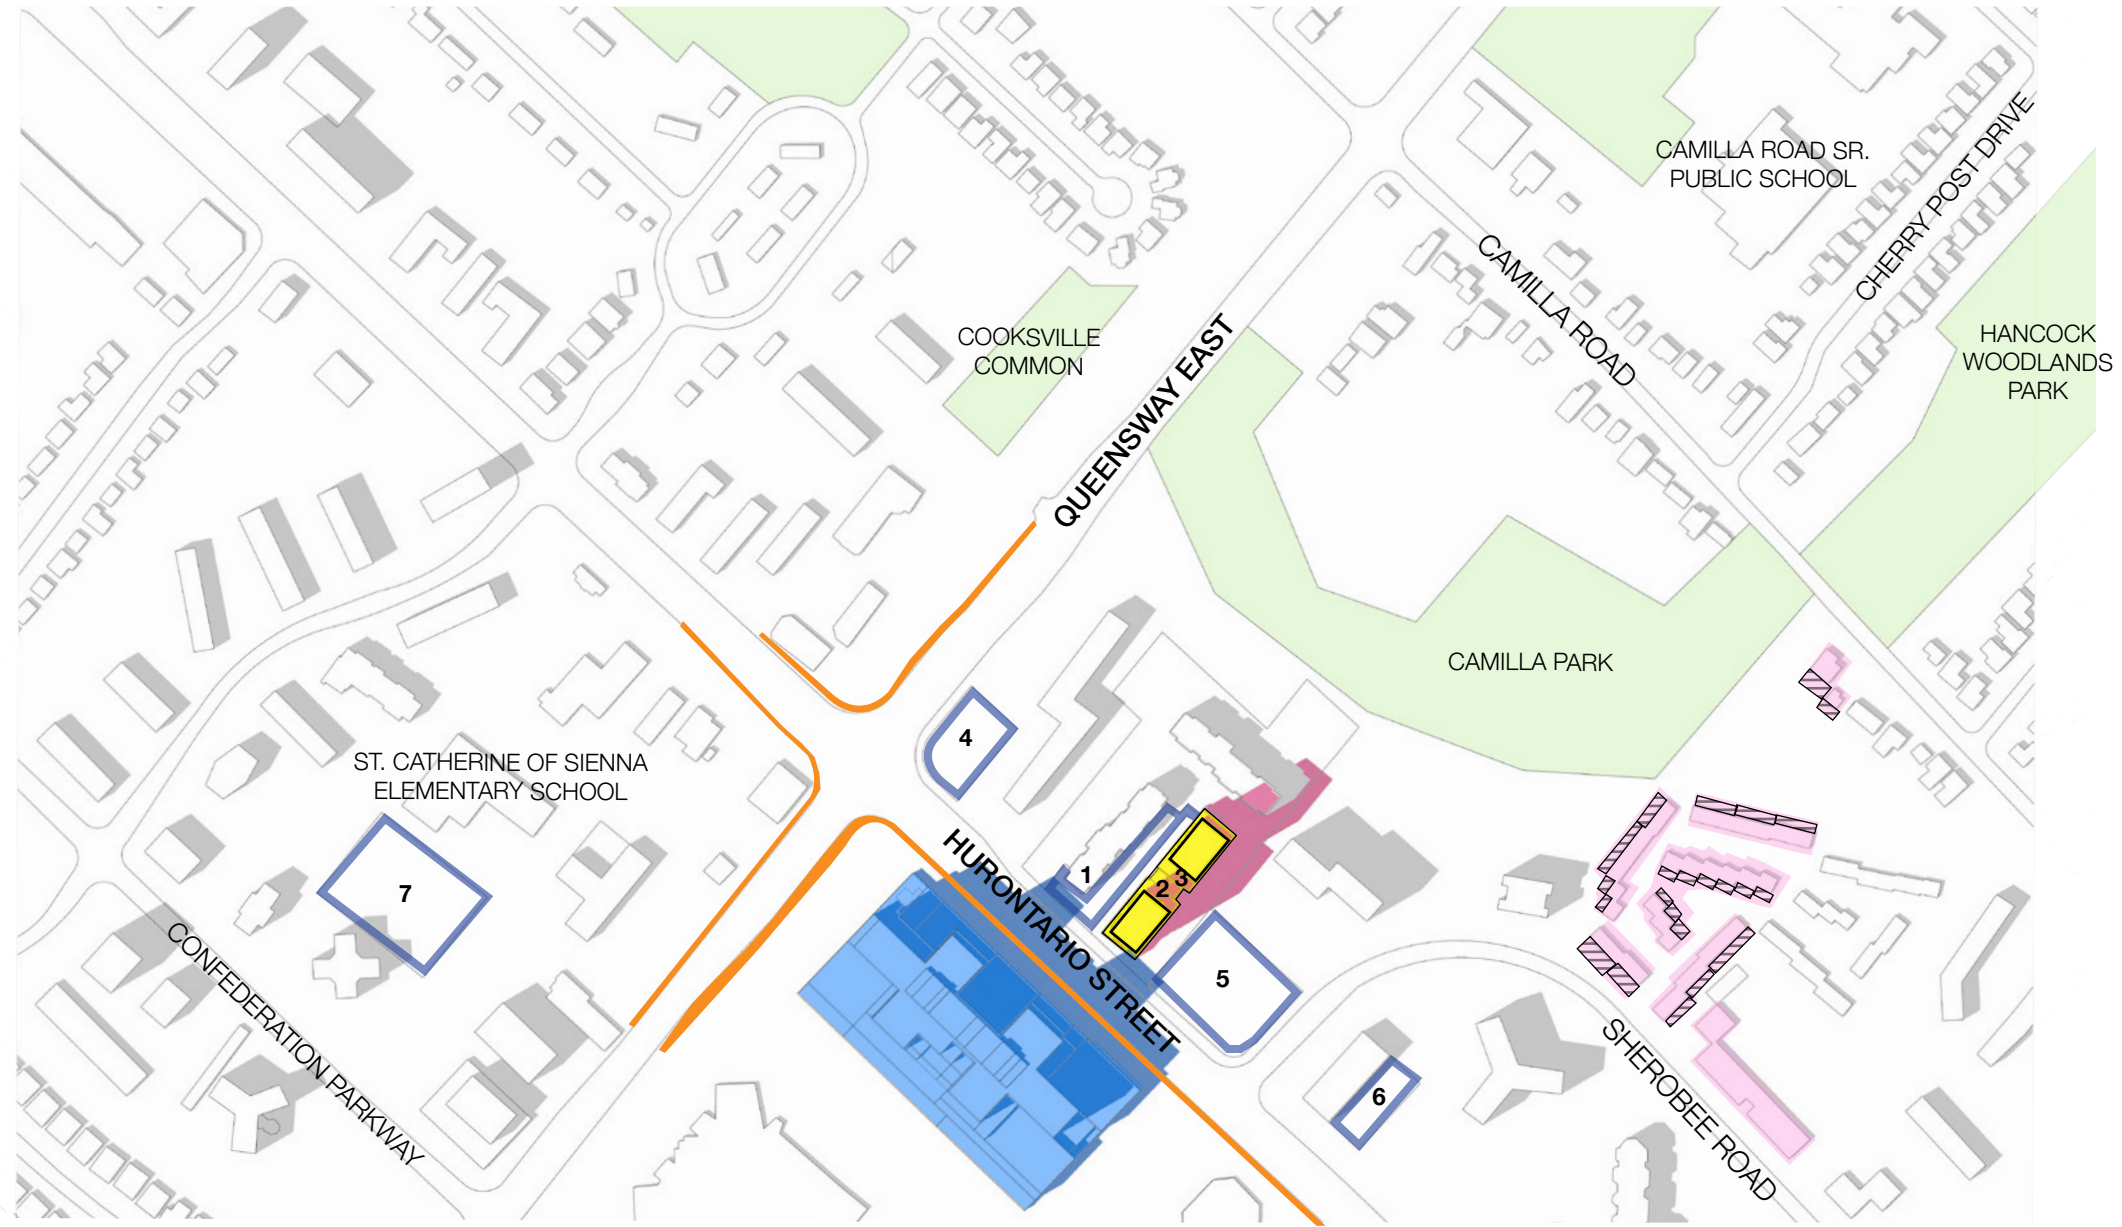 CAMILLA ROAD SR.
PUBLIC SCHOOL
CHERRY POST DRIVE
CAMILLA ROAD
HANCOCK
WOODLANDS
PARK
COOKSVILLE
COMMON
QUEENSWAY EAST
CAMILLA PARK
4
ST. CATHERINE OF SIENNA
ELEMENTARY SCHOOL
7
HURONTARIO STREET
1
2
3
5
6
CONFEDERATION PARKWAY
SHEROBEE ROAD